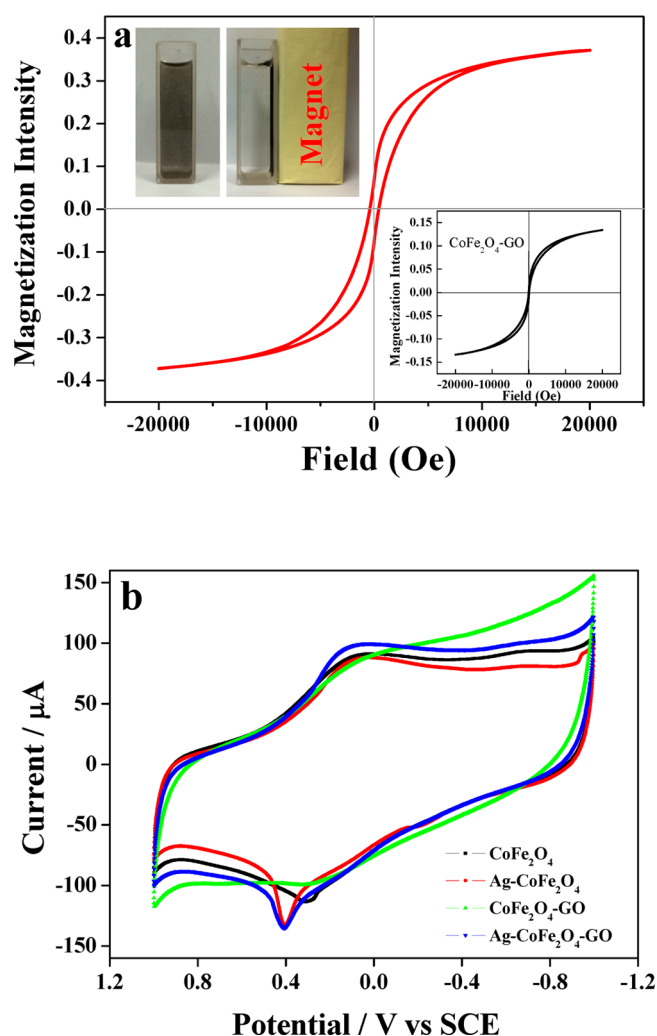 a
Magnet
0.4
0.3
0.2
0.1
0.0
-0.1
-0.2
-0.3
-0.4
Magnetization Intensity
-20000 -10000 0 10000 20000
Field (Oe)
CoFe₂O₄-GO
0.15
0.10
0.05
0.00
-0.05
-0.10
-0.15
Magnetization Intensity
-20000 -10000 0 10000 20000
Field (Oe)
b
150
100
50
0
-50
-100
-150
Current / µA
CoFe₂O₄
Ag-CoFe₂O₄
CoFe₂O₄-GO
Ag-CoFe₂O₄-GO
1.2 0.8 0.4 0.0 -0.4 -0.8 -1.2
Potential / V vs SCE